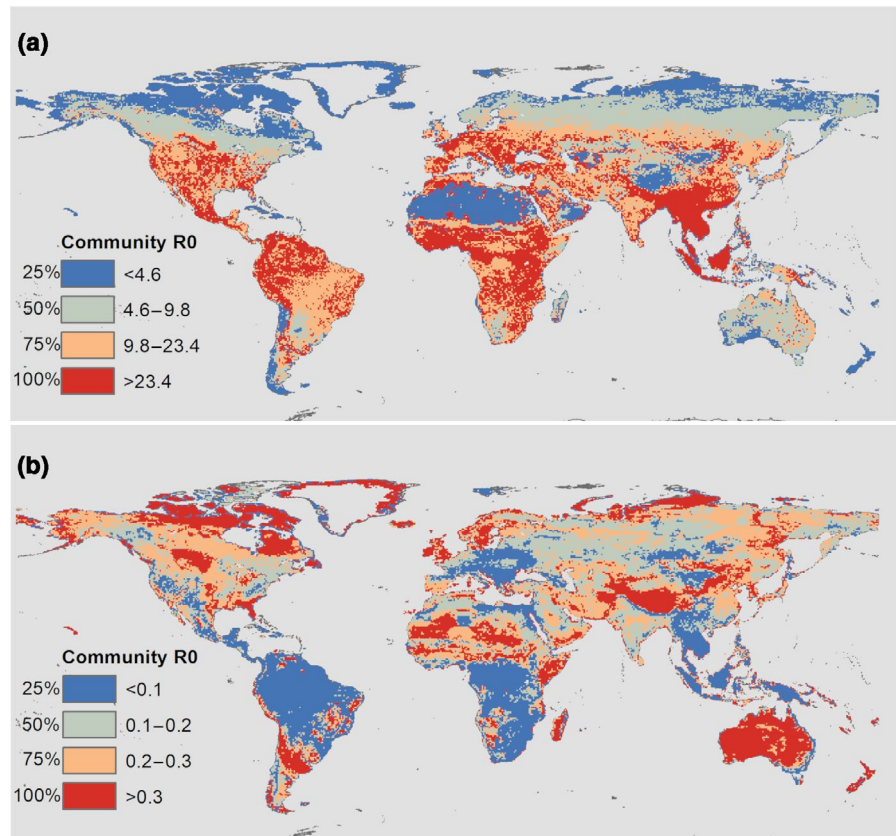 (a)
Community R0
25% <4.6
50% 4.6–9.8
75% 9.8–23.4
100% >23.4
(b)
Community R0
25% <0.1
50% 0.1–0.2
75% 0.2–0.3
100% >0.3